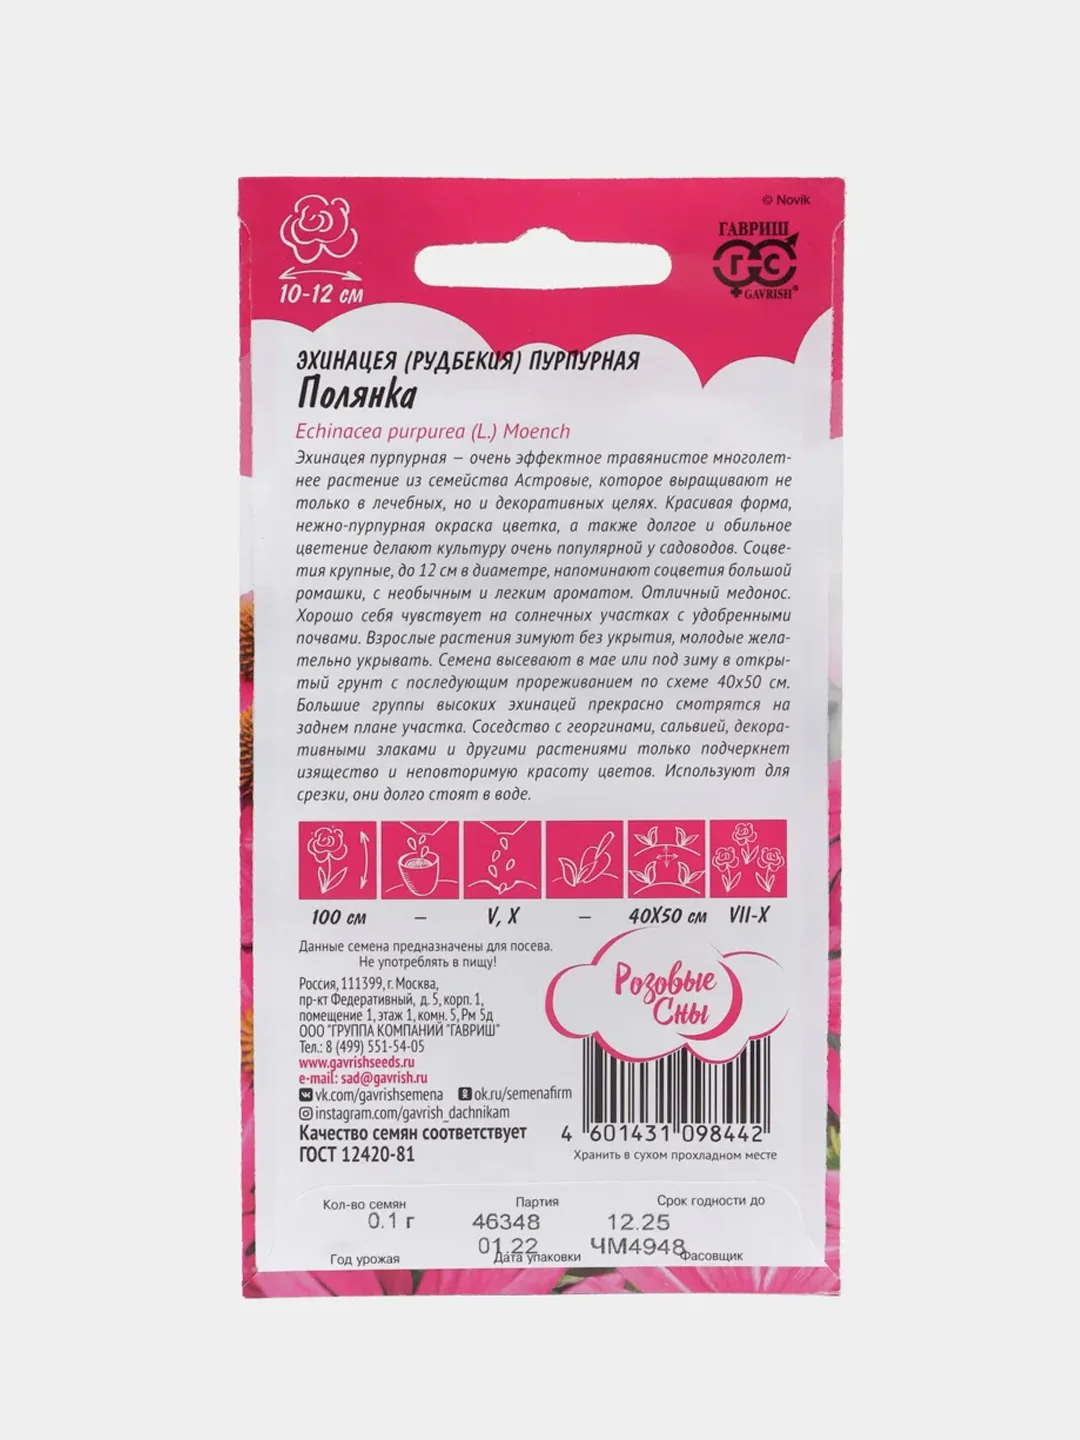 © Novik
ГАВРИШ
Г С
GAVRISH®
10-12 см
ЭХИНАЦЕЯ (РУДБЕКИЯ) ПУРПУРНАЯ
Полянка
Echinacea purpurea (L.) Moench
Эхинацея пурпурная — очень эффектное травянистое многолет-
нее растение из семейства Астровые, которое выращивают не
только в лечебных, но и декоративных целях. Красивая форма,
нежно-пурпурная окраска цветка, а также долгое и обильное
цветение делают культуру очень популярной у садоводов. Соцве-
тия крупные, до 12 см в диаметре, напоминают соцветия большой
ромашки, с необычным и легким ароматом. Отличный медонос.
Хорошо себя чувствует на солнечных участках с удобренными
почвами. Взрослые растения зимуют без укрытия, молодые жела-
тельно укрывать. Семена высевают в мае или под зиму в откры-
тый грунт с последующим прореживанием по схеме 40х50 см.
Большие группы высоких эхинацей прекрасно смотрятся на
заднем плане участка. Соседство с георгинами, сальвией, декора-
тивными злаками и другими растениями только подчеркнет
изящество и неповторимую красоту цветов. Используют для
срезки, они долго стоят в воде.
100 см – V, X – 40X50 см VII-X
Данные семена предназначены для посева.
Не употреблять в пищу!
Россия, 111399, г. Москва,
пр-кт Федеративный, д. 5, корп. 1,
помещение 1, этаж 1, комн. 5, Рм 5д
ООО "ГРУППА КОМПАНИЙ "ГАВРИШ"
Тел.: 8 (499) 551-54-05
www.gavrishseeds.ru
e-mail: sad@gavrish.ru
vk.com/gavrishsemena ok.ru/semenafirm
instagram.com/gavrish_dachnikam
Качество семян соответствует
ГОСТ 12420-81
Розовые
Сны
4 601431 098442
Хранить в сухом прохладном месте
Кол-во семян Партия Срок годности до
0.1 г 46348 12.25
01.22 ЧМ4948
Год урожая Дата упаковки Фасовщик